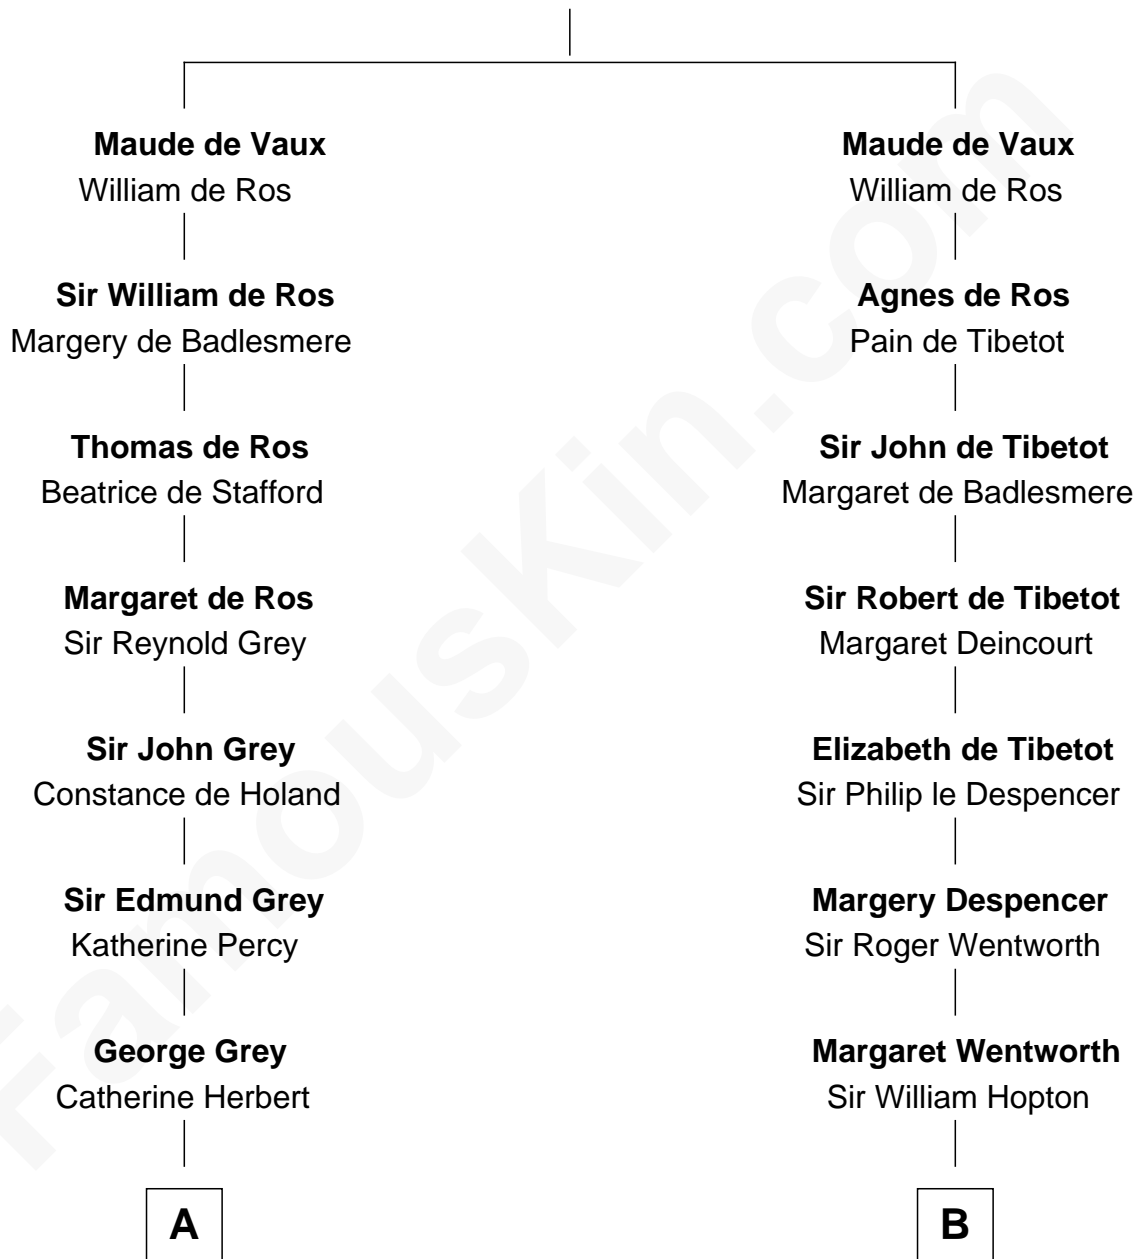 Maude de Vaux
William de Ros
Sir William de Ros
Margery de Badlesmere
Thomas de Ros
Beatrice de Stafford
Margaret de Ros
Sir Reynold Grey
Sir John Grey
Constance de Holand
Sir Edmund Grey
Katherine Percy
George Grey
Catherine Herbert
A
Maude de Vaux
William de Ros
Agnes de Ros
Pain de Tibetot
Sir John de Tibetot
Margaret de Badlesmere
Sir Robert de Tibetot
Margaret Deincourt
Elizabeth de Tibetot
Sir Philip le Despencer
Margery Despencer
Sir Roger Wentworth
Margaret Wentworth
Sir William Hopton
B
FamousKin.com